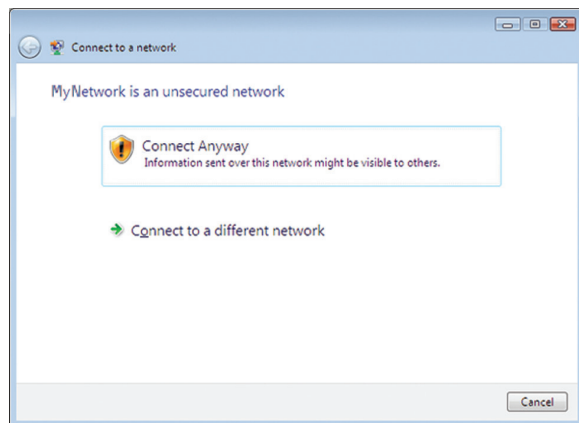 Connect to a network
MyNetwork is an unsecured network
Connect Anyway
Information sent over this network might be visible to others.
Connect to a different network
Cancel